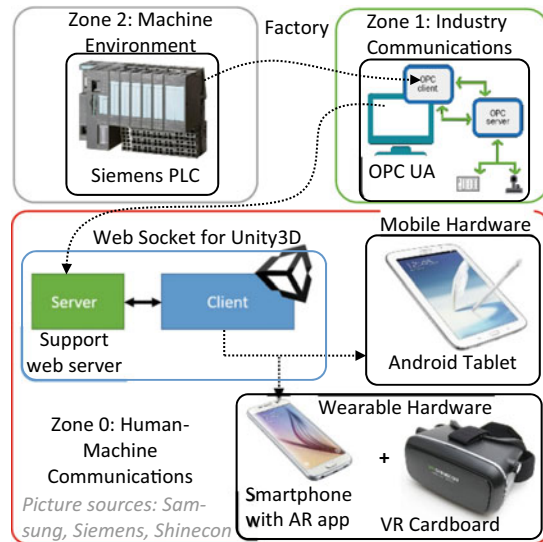 Zone 2: Machine
Environment
Siemens PLC
Factory
Zone 1: Industry
Communications
OPC
client
OPC
server
OPC UA
Web Socket for Unity3D
Server
Client
Support
web server
Mobile Hardware
Android Tablet
Zone 0: Human-
Machine
Communications
Picture sources: Sam-
sung, Siemens, Shinecon
Wearable Hardware
Smartphone
with AR app
+
VR Cardboard